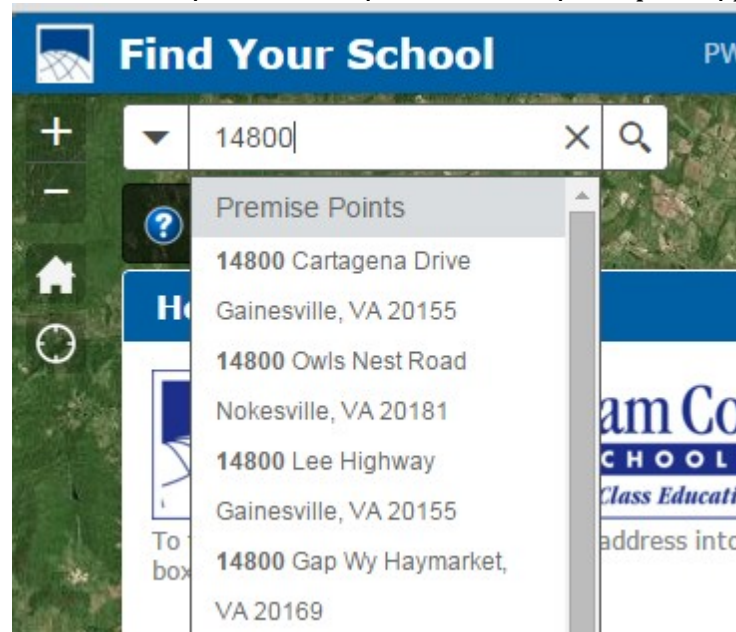 Find Your School
PW
14800
Premise Points
14800 Cartagena Drive
Gainesville, VA 20155
14800 Owls Nest Road
Nokesville, VA 20181
14800 Lee Highway
Gainesville, VA 20155
14800 Gap Wy Haymarket,
VA 20169
He
am Co
CHOOL
Class Educati
To
address into
box